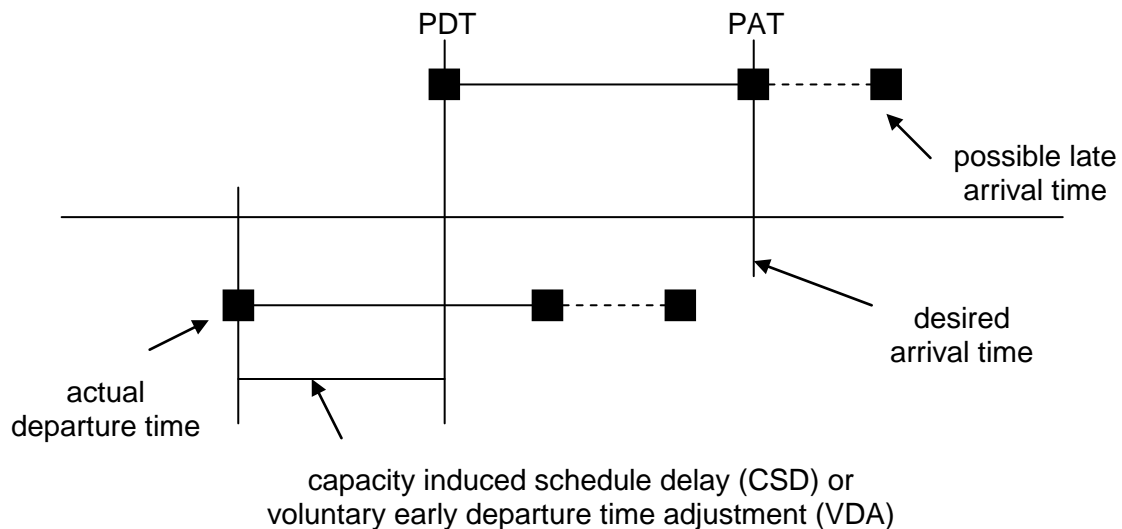 PDT
PAT
possible late
arrival time
desired
arrival time
actual
departure time
capacity induced schedule delay (CSD) or
voluntary early departure time adjustment (VDA)